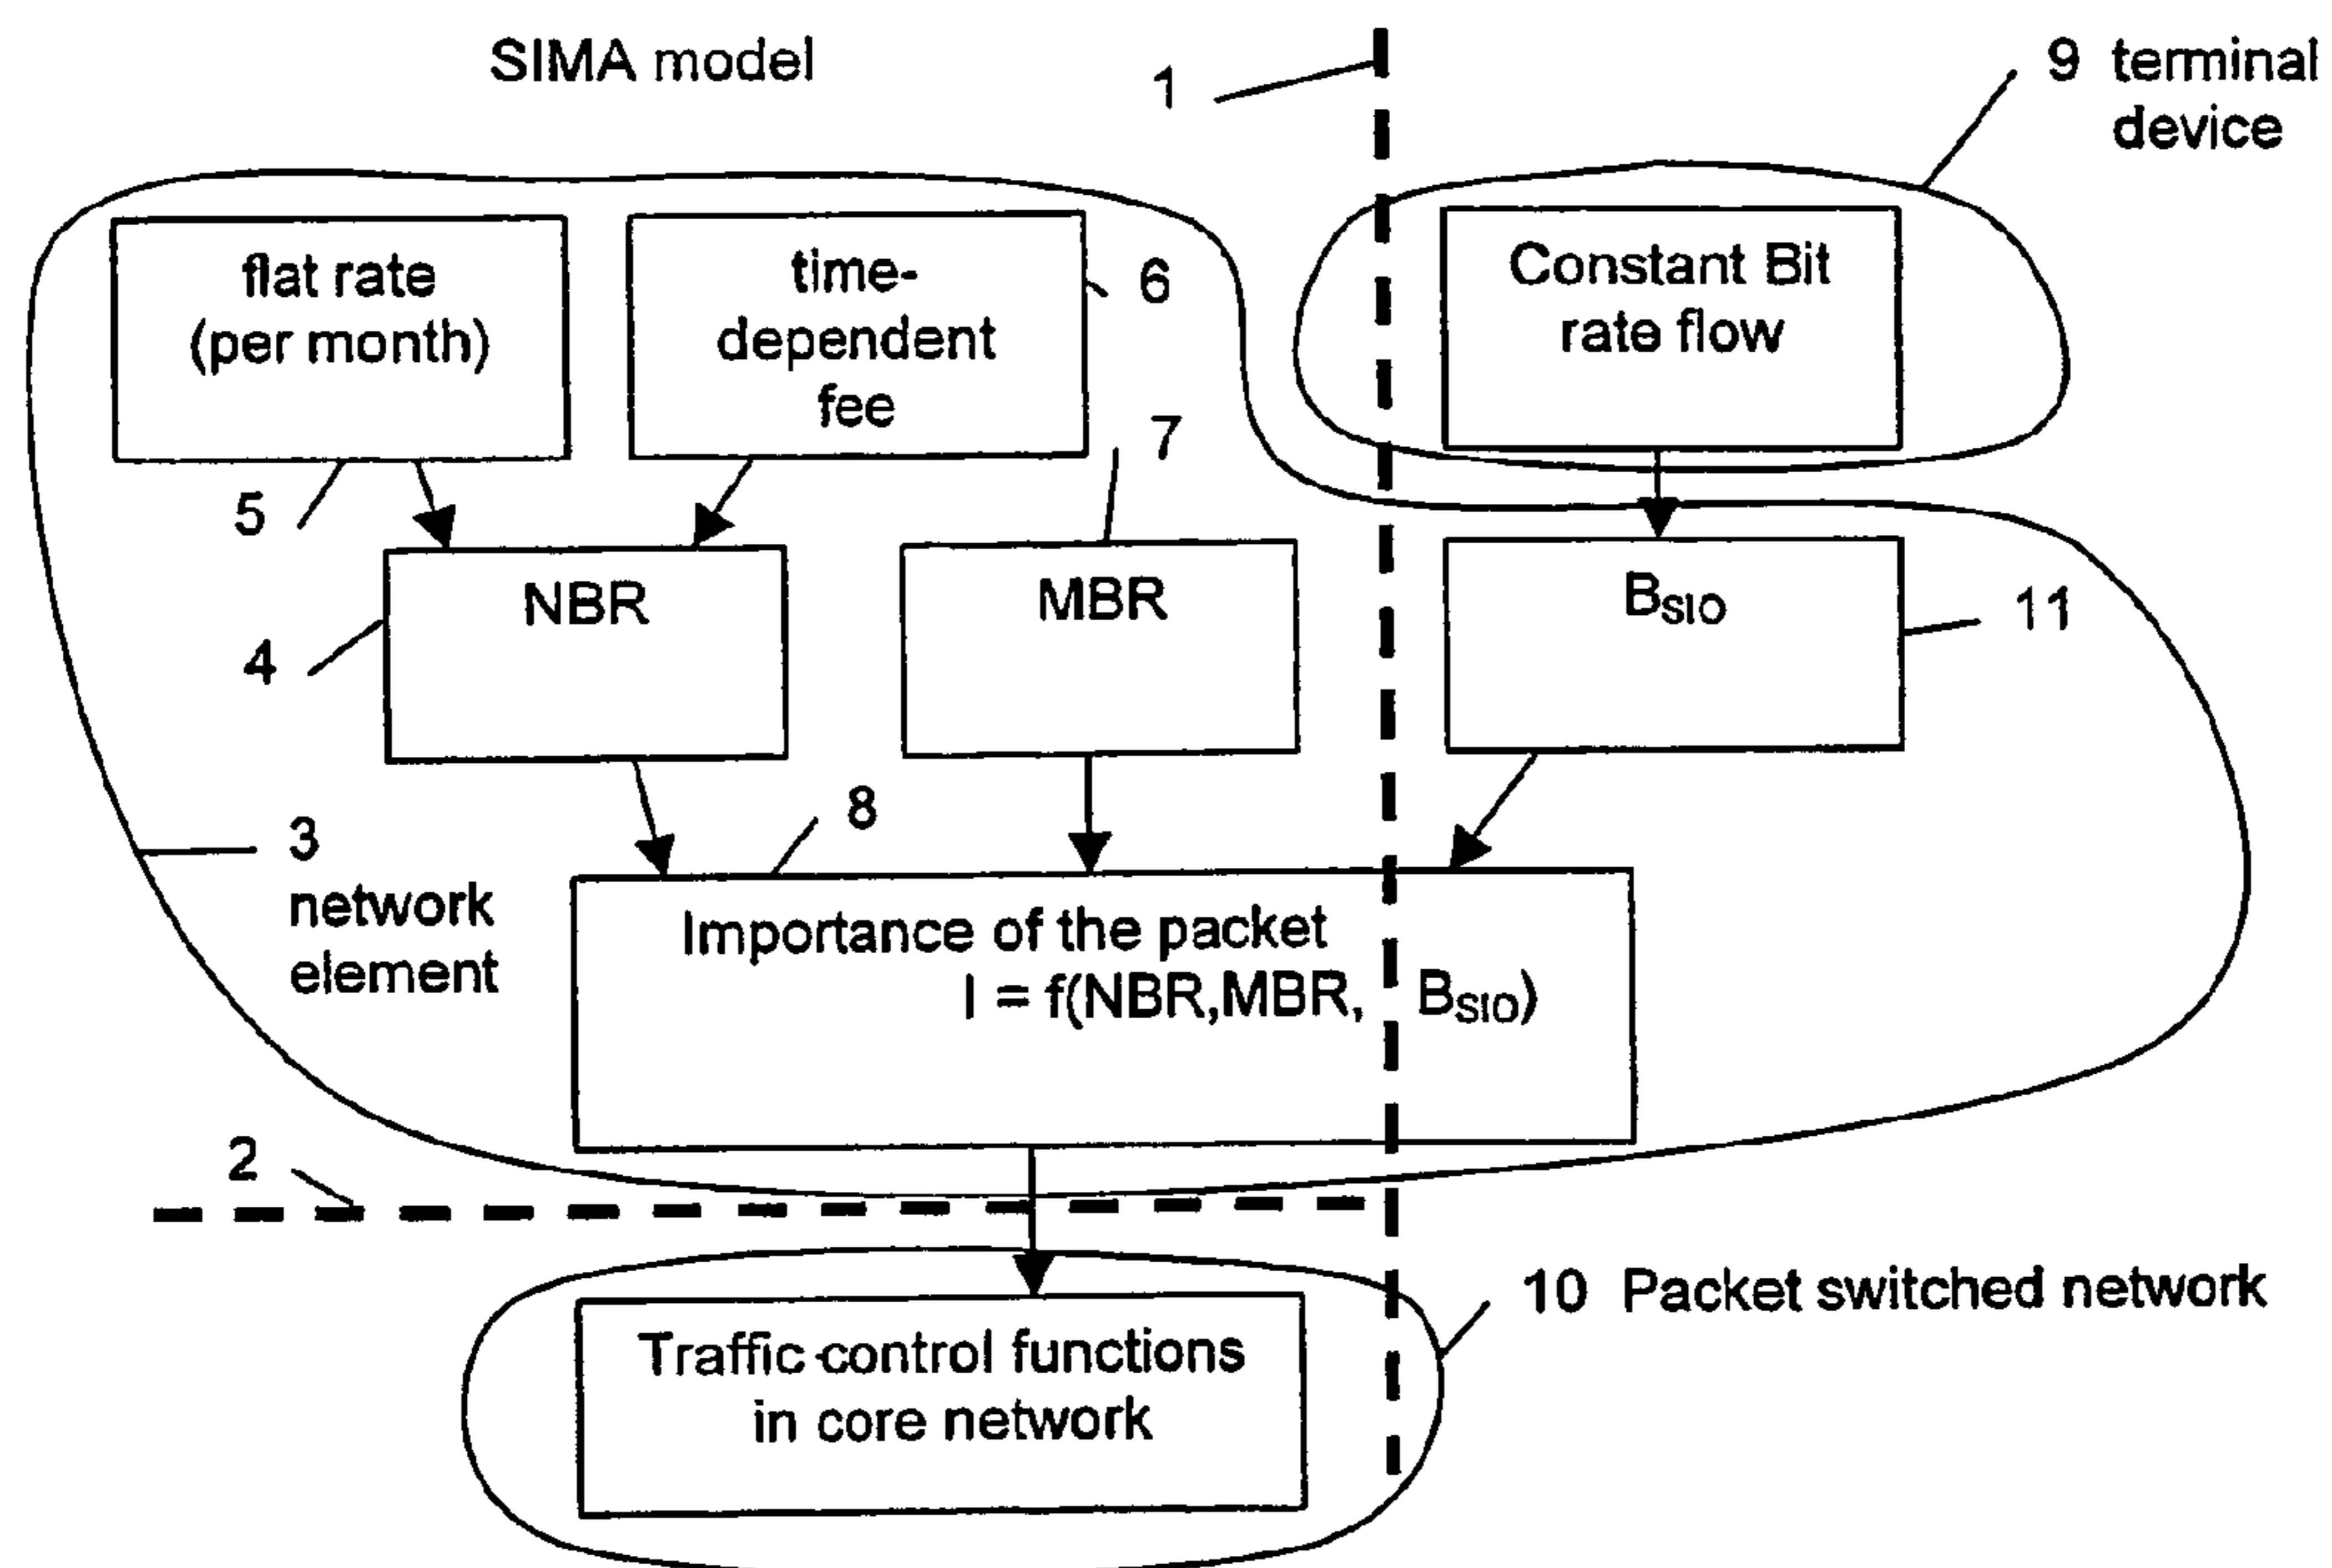 SIMA model
1
9 terminal
device
flat rate
(per month)
time-
dependent
fee
6
Constant Bit
rate flow
7
5
NBR
MBR
BSIO
11
4
8
3
network
element
Importance of the packet
I = f(NBR,MBR, BSIO)
2
10 Packet switched network
Traffic control functions
in core network